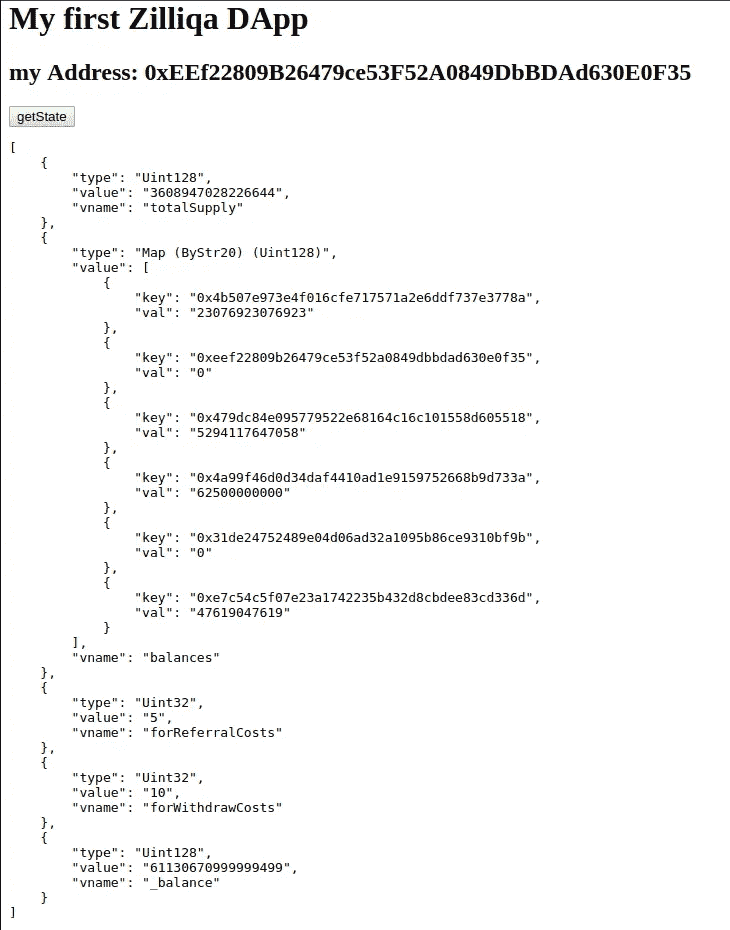 My first Zilliqa DApp
my Address: 0xEEf22809B26479ce53F52A0849DbBDAd630E0F35
getState
[
    {
        "type": "Uint128",
        "value": "3608947028226644",
        "vname": "totalSupply"
    },
    {
        "type": "Map (ByStr20) (Uint128)",
        "value": [
            {
                "key": "0x4b507e973e4f016cfe717571a2e6ddf737e3778a",
                "val": "23076923076923"
            },
            {
                "key": "0xeef22809b26479ce53f52a0849dbbdad630e0f35",
                "val": "0"
            },
            {
                "key": "0x479dc84e095779522e68164c16c101558d605518",
                "val": "5294117647058"
            },
            {
                "key": "0x4a99f46d0d34daf4410ad1e9159752668b9d733a",
                "val": "62500000000"
            },
            {
                "key": "0x31de24752489e04d06ad32a1095b86ce9310bf9b",
                "val": "0"
            },
            {
                "key": "0xe7c54c5f07e23a1742235b432d8cbdee83cd336d",
                "val": "47619047619"
            }
        ],
        "vname": "balances"
    },
    {
        "type": "Uint32",
        "value": "5",
        "vname": "forReferralCosts"
    },
    {
        "type": "Uint32",
        "value": "10",
        "vname": "forWithdrawCosts"
    },
    {
        "type": "Uint128",
        "value": "61130670999999499",
        "vname": "_balance"
    }
]